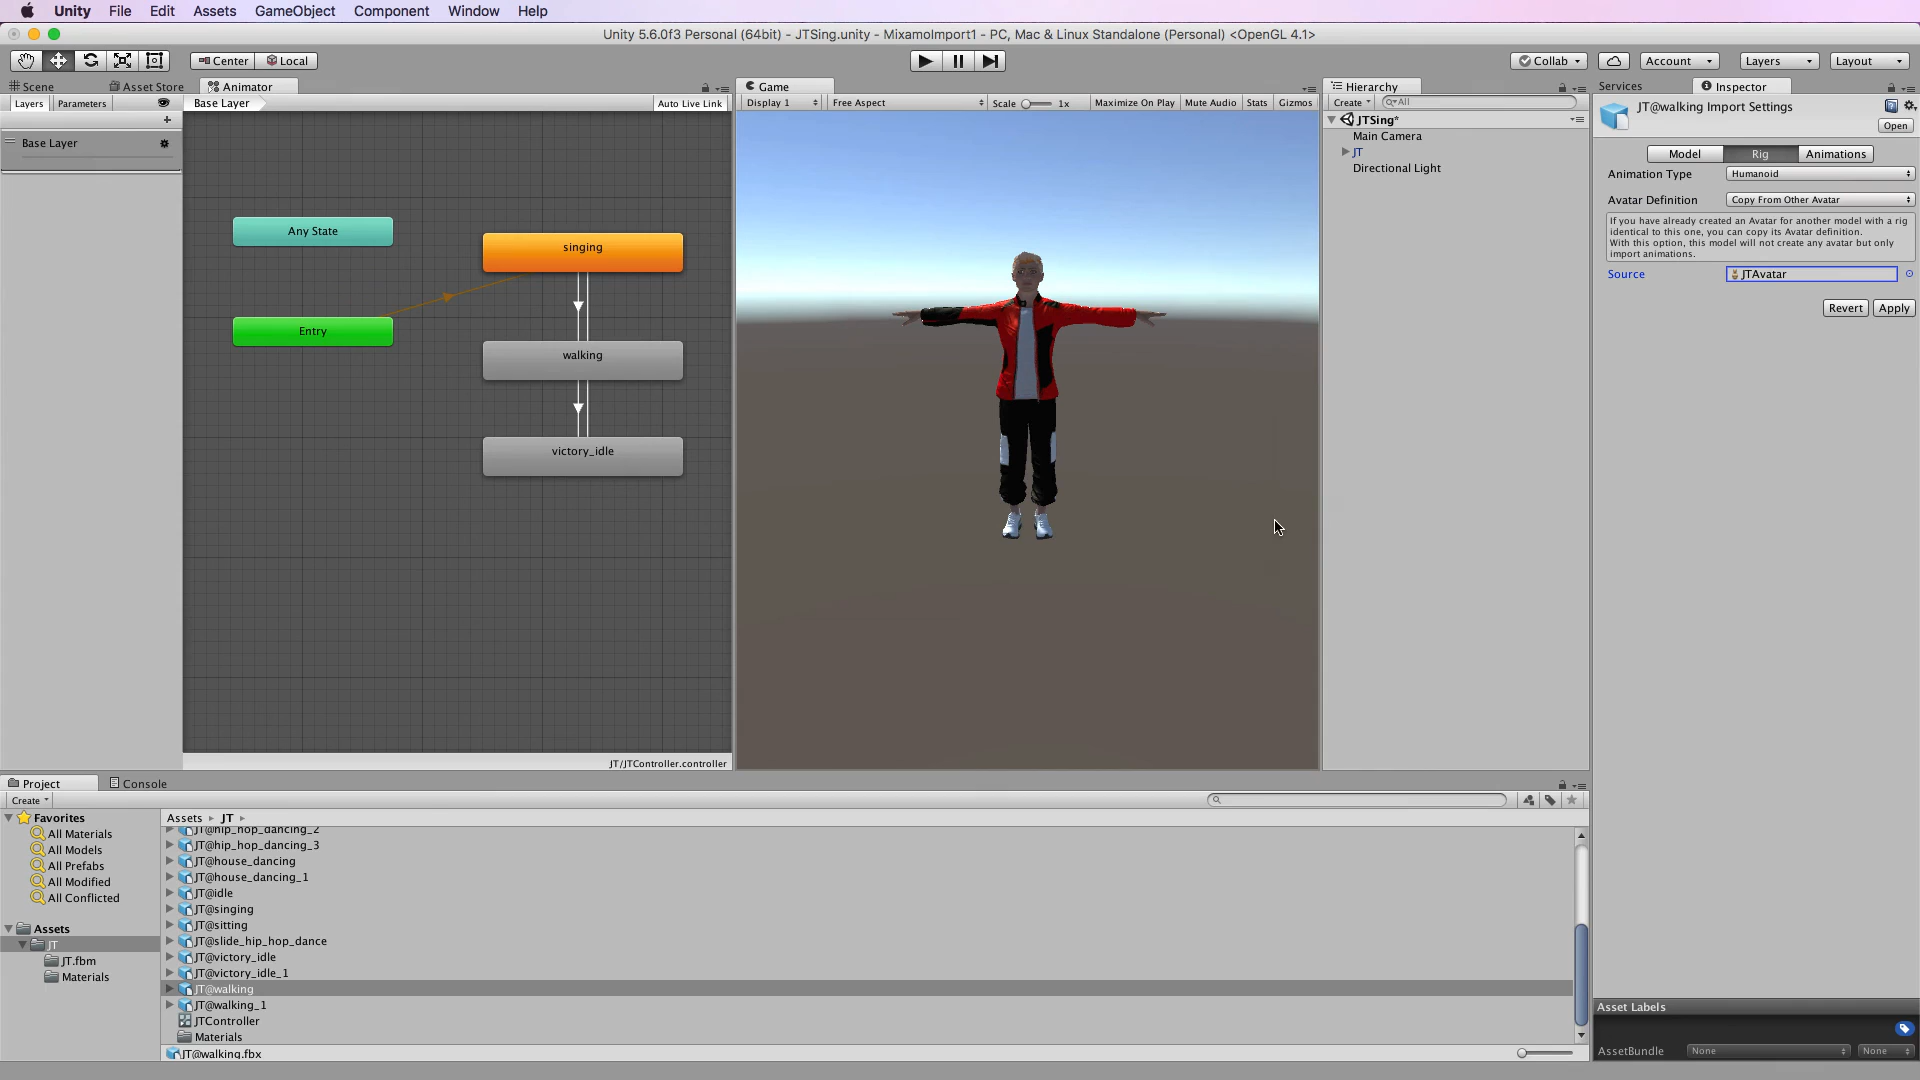 Unity File Edit Assets GameObject Component Window Help
Unity 5.6.0f3 Personal (64bit) - JTSing.unity - MixamoImport1 - PC, Mac & Linux Standalone (Personal) <OpenGL 4.1>
Center Local Collab Account Layers Layout
Scene Asset Store Animator
Layers Parameters Base Layer Auto Live Link
Base Layer
Any State
Entry
singing
walking
victory_idle
JT/JTController.controller
Game
Display 1 Free Aspect Scale 1x Maximize On Play Mute Audio Stats Gizmos
Hierarchy
Create All
JTSing*
Main Camera
JT
Directional Light
Services Inspector
JT@walking Import Settings
Open
Model Rig Animations
Animation Type Humanoid
Avatar Definition Copy From Other Avatar
If you have already created an Avatar for another model with a rig
identical to this one, you can copy its Avatar definition.
With this option, this model will not create any avatar but only
import animations.
Source JTAvatar
Revert Apply
Project Console
Create
Favorites
All Materials
All Models
All Prefabs
All Modified
All Conflicted
Assets
JT
JT.fbm
Materials
Assets JT
JT@hip_hop_dancing_2
JT@hip_hop_dancing_3
JT@house_dancing
JT@house_dancing_1
JT@idle
JT@singing
JT@sitting
JT@slide_hip_hop_dance
JT@victory_idle
JT@victory_idle_1
JT@walking
JT@walking_1
JTController
Materials
JT@walking.fbx
Asset Labels
AssetBundle None None